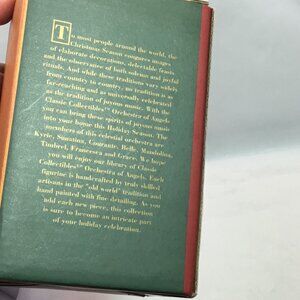 To most people around the world, the
Christmas Season conjures images
of elaborate decorations, delectable fruits
and the observance of both solemn and joyful
rituals. And while these traditions vary widely
from country to country, no tradition is as
far-reaching and as universally celebrated
as the tradition of joyous music. With the
Classic Collectibles™ Orchestra of Angels,
you can bring these spirits of joyous music
into your home this Holiday Season. The
members of this celestial orchestra are
Kyrie, Sonatina, Courante, Belle, Mandolina,
Timbrel, Francesca and Grace. We hope
you will enjoy our library of Classic
Collectibles™ Orchestra of Angels. Each
figurine is handcrafted by truly skilled
artisans in the "old world" tradition and
hand painted with fine detailing. As you
add each new piece, this collection
is sure to become an intricate part
of your holiday celebration.